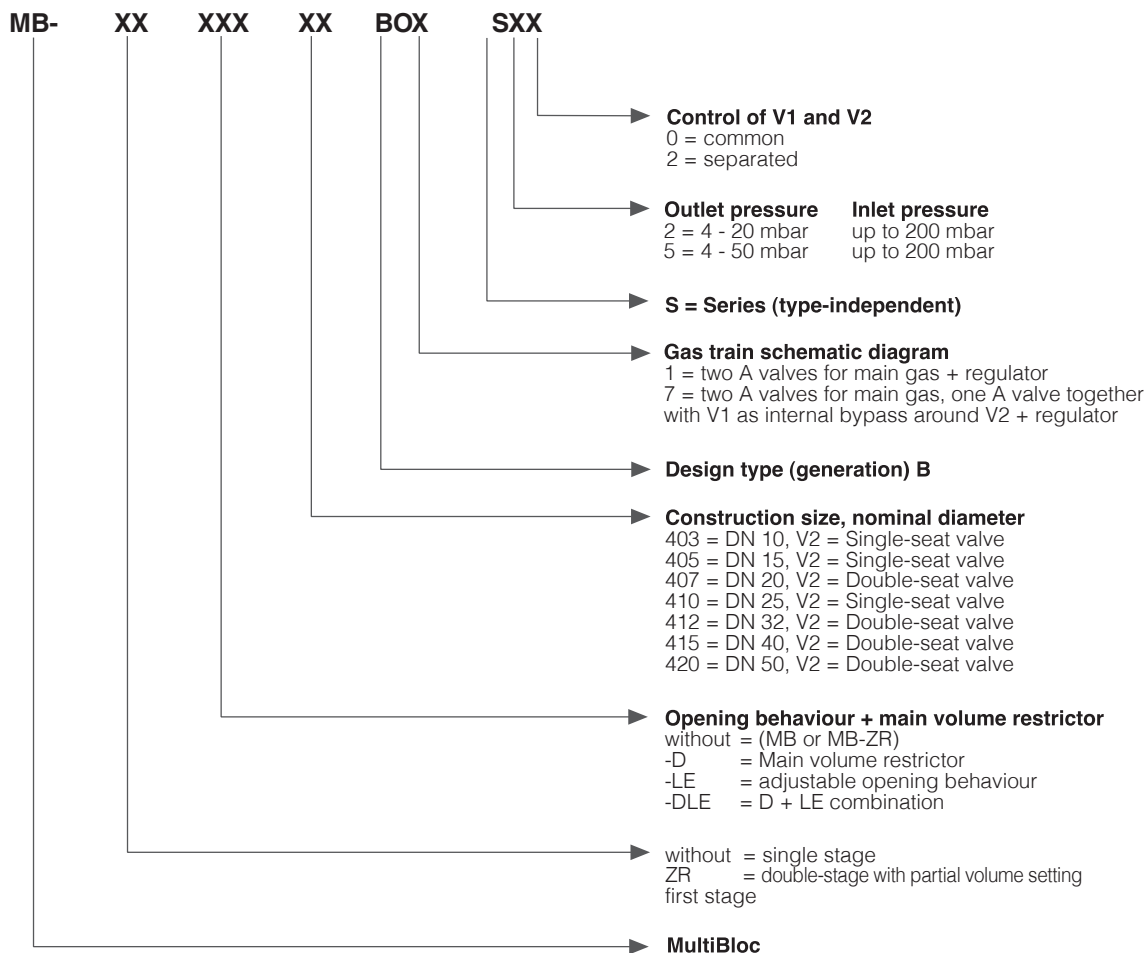 MB- XX XXX XX BOX SXX
Control of V1 and V2
0 = common
2 = separated
Outlet pressure Inlet pressure
2 = 4 - 20 mbar up to 200 mbar
5 = 4 - 50 mbar up to 200 mbar
S = Series (type-independent)
Gas train schematic diagram
1 = two A valves for main gas + regulator
7 = two A valves for main gas, one A valve together
with V1 as internal bypass around V2 + regulator
Design type (generation) B
Construction size, nominal diameter
403 = DN 10, V2 = Single-seat valve
405 = DN 15, V2 = Single-seat valve
407 = DN 20, V2 = Double-seat valve
410 = DN 25, V2 = Single-seat valve
412 = DN 32, V2 = Double-seat valve
415 = DN 40, V2 = Double-seat valve
420 = DN 50, V2 = Double-seat valve
Opening behaviour + main volume restrictor
without = (MB or MB-ZR)
-D = Main volume restrictor
-LE = adjustable opening behaviour
-DLE = D + LE combination
without = single stage
ZR = double-stage with partial volume setting
first stage
MultiBloc